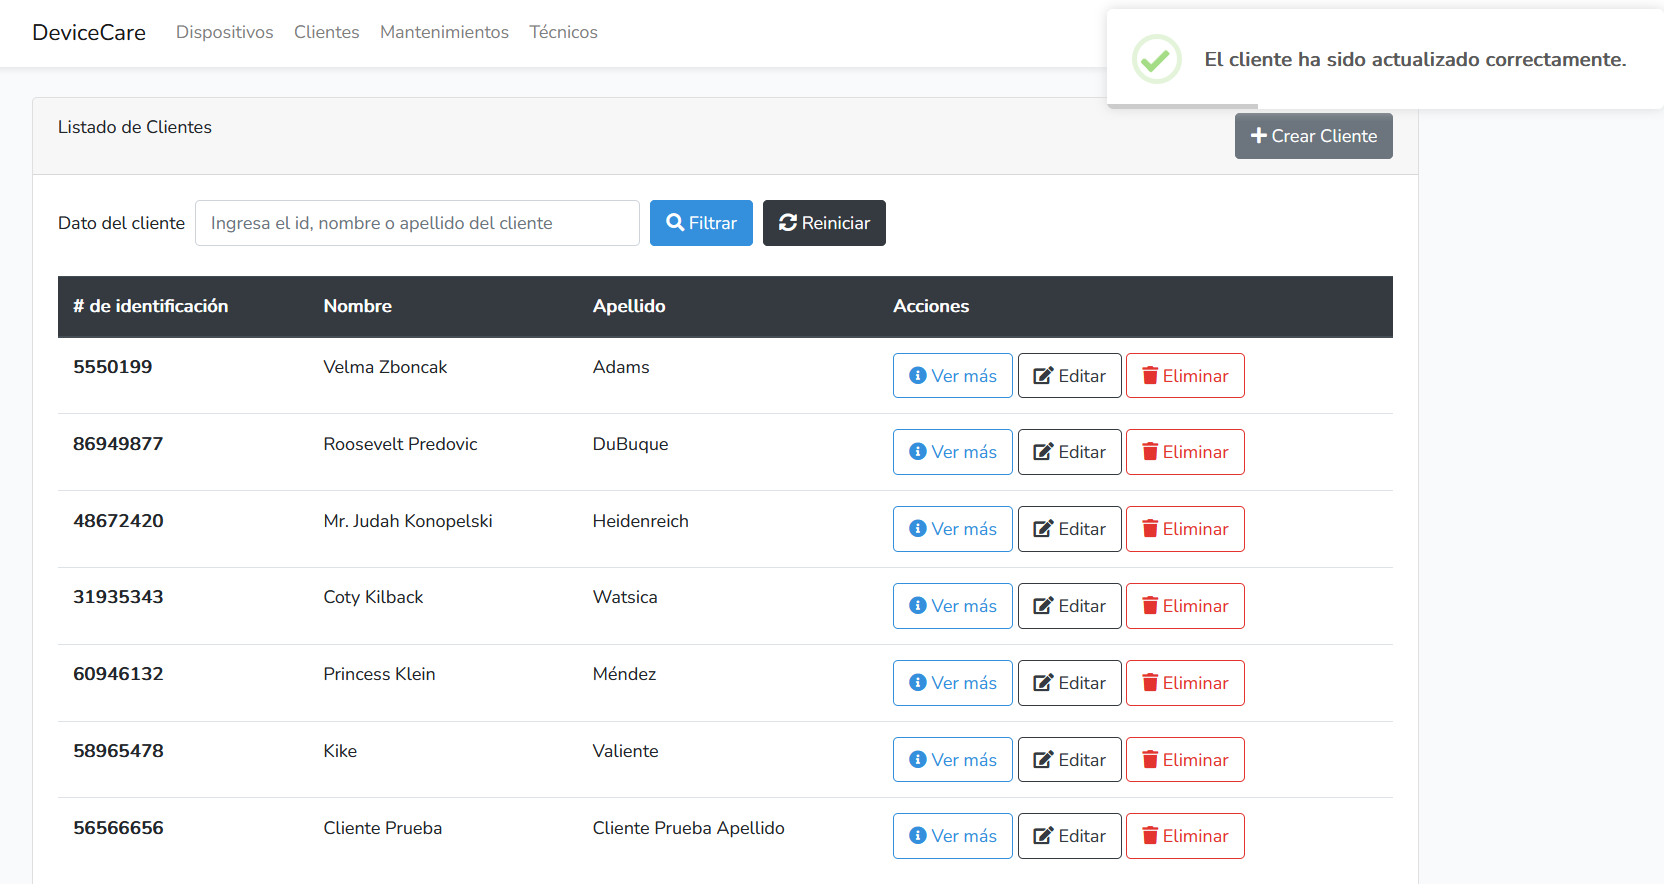 DeviceCare Dispositivos Clientes Mantenimientos Técnicos
El cliente ha sido actualizado correctamente.
Listado de Clientes
Crear Cliente
Dato del cliente Ingresa el id, nombre o apellido del cliente Filtrar Reiniciar
# de identificación Nombre Apellido Acciones
5550199 Velma Zboncak Adams Ver más Editar Eliminar
86949877 Roosevelt Predovic DuBuque Ver más Editar Eliminar
48672420 Mr. Judah Konopelski Heidenreich Ver más Editar Eliminar
31935343 Coty Kilback Watsica Ver más Editar Eliminar
60946132 Princess Klein Méndez Ver más Editar Eliminar
58965478 Kike Valiente Ver más Editar Eliminar
56566656 Cliente Prueba Cliente Prueba Apellido Ver más Editar Eliminar